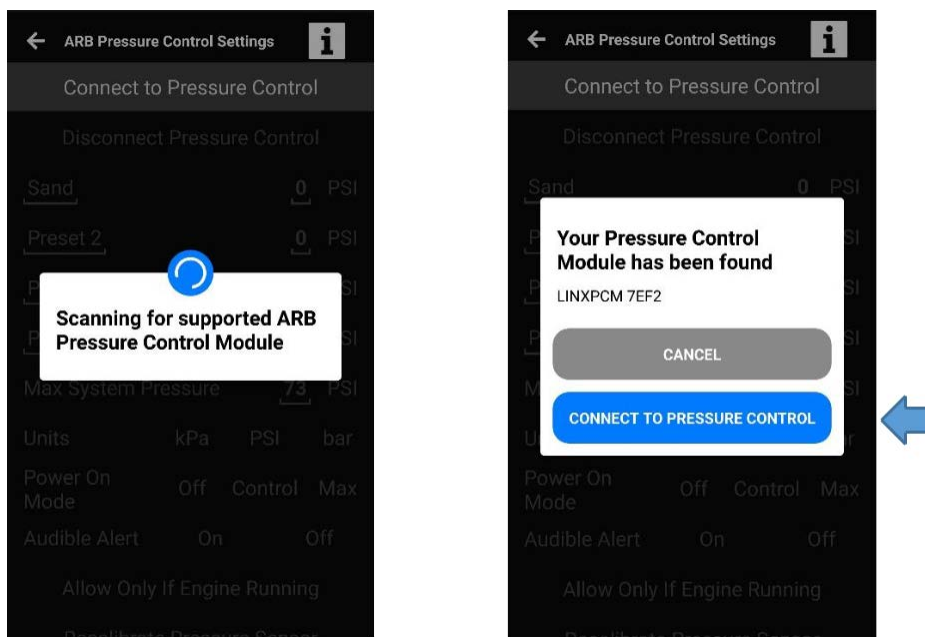 ARB Pressure Control Settings
Connect to Pressure Control
Disconnect Pressure Control
Sand 0 PSI
Preset 2 0 PSI
P SI
Scanning for supported ARB
Pressure Control Module
P SI
Max System Pressure 73 PSI
Units kPa PSI bar
Power On
Mode Off Control Max
Audible Alert On Off
Allow Only If Engine Running
ARB Pressure Control Settings
Connect to Pressure Control
Disconnect Pressure Control
Sand 0 PSI
Your Pressure Control
Module has been found
LINXPCM 7EF2
CANCEL
CONNECT TO PRESSURE CONTROL
Power On
Mode Off Control Max
Audible Alert On Off
Allow Only If Engine Running